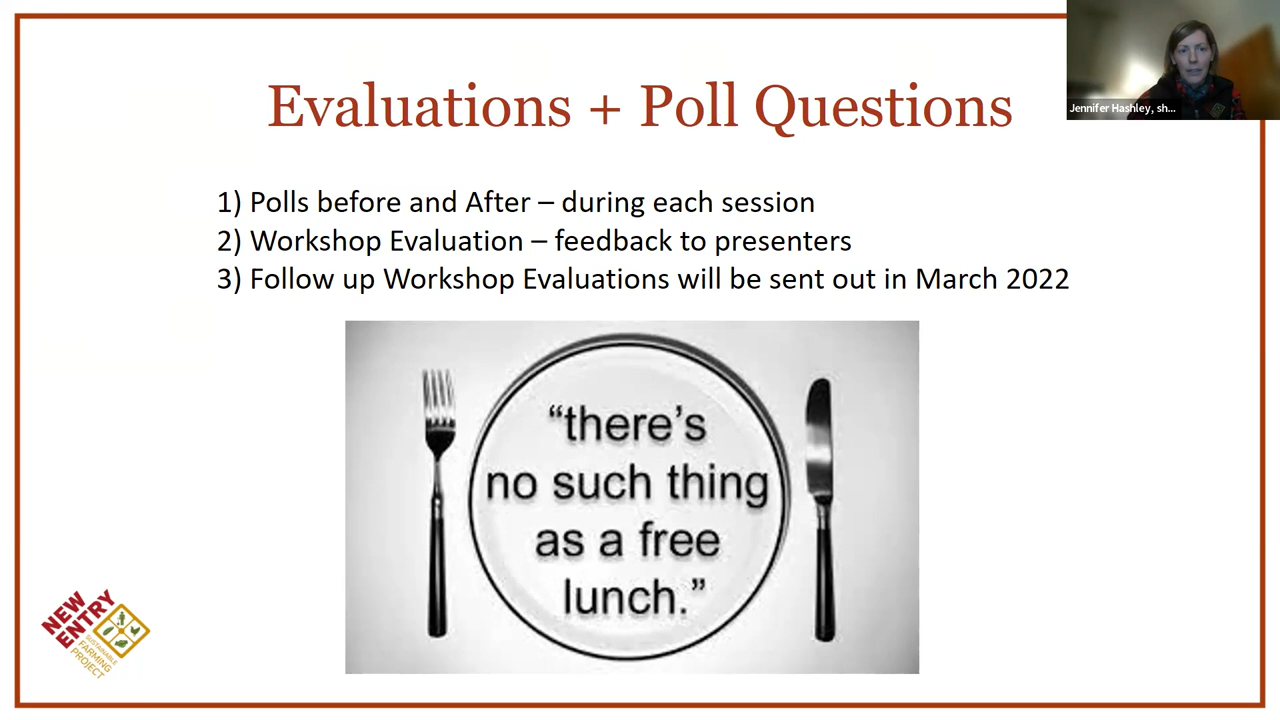 Evaluations + Poll Questions
Jennifer Hashley, sh...
1) Polls before and After – during each session
2) Workshop Evaluation – feedback to presenters
3) Follow up Workshop Evaluations will be sent out in March 2022
“there’s
no such thing
as a free
lunch.”
NEW
ENTRY
SUSTAINABLE
FARMING
PROJECT